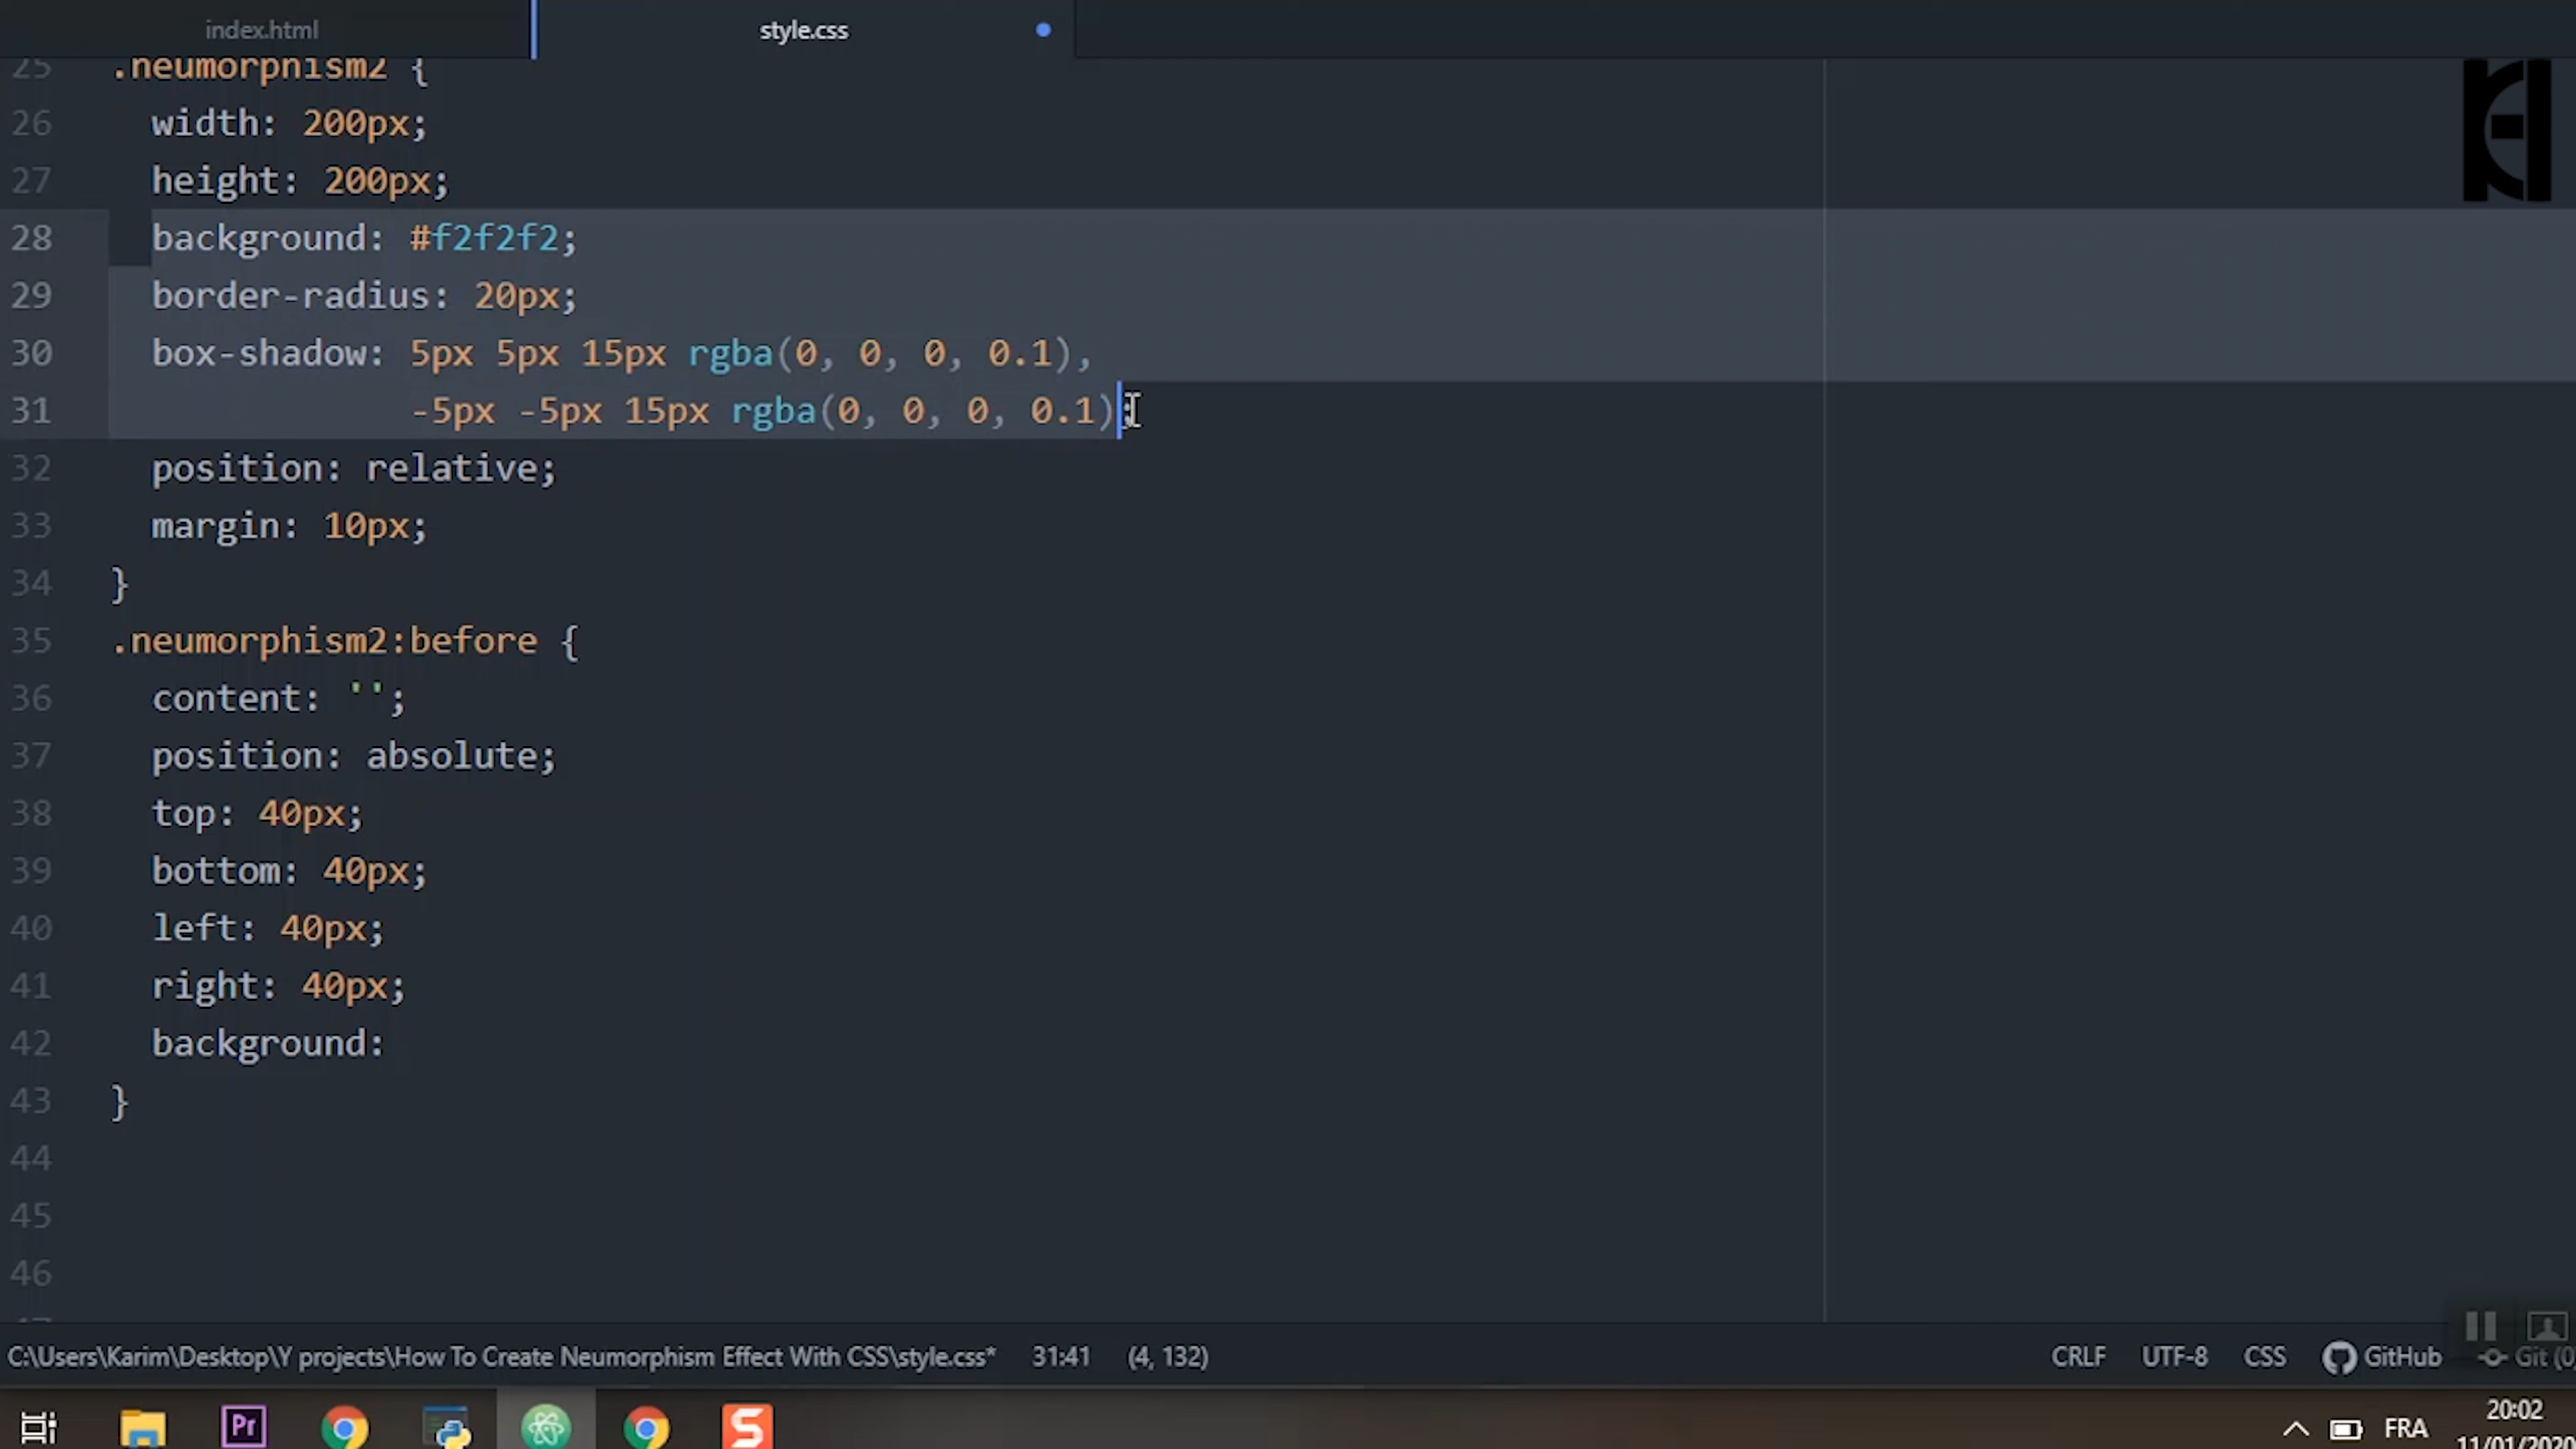 index.html
style.css
25 .neumorphism2 {
26 width: 200px;
27 height: 200px;
28 background: #f2f2f2;
29 border-radius: 20px;
30 box-shadow: 5px 5px 15px rgba(0, 0, 0, 0.1),
31 -5px -5px 15px rgba(0, 0, 0, 0.1);
32 position: relative;
33 margin: 10px;
34 }
35 .neumorphism2:before {
36 content: '';
37 position: absolute;
38 top: 40px;
39 bottom: 40px;
40 left: 40px;
41 right: 40px;
42 background:
43 }
44
45
46
C:\Users\Karim\Desktop\Y projects\How To Create Neumorphism Effect With CSS\style.css* 31:41 (4, 132) CRLF UTF-8 CSS GitHub Git (0
Pr S FRA 20:02
11/01/2020